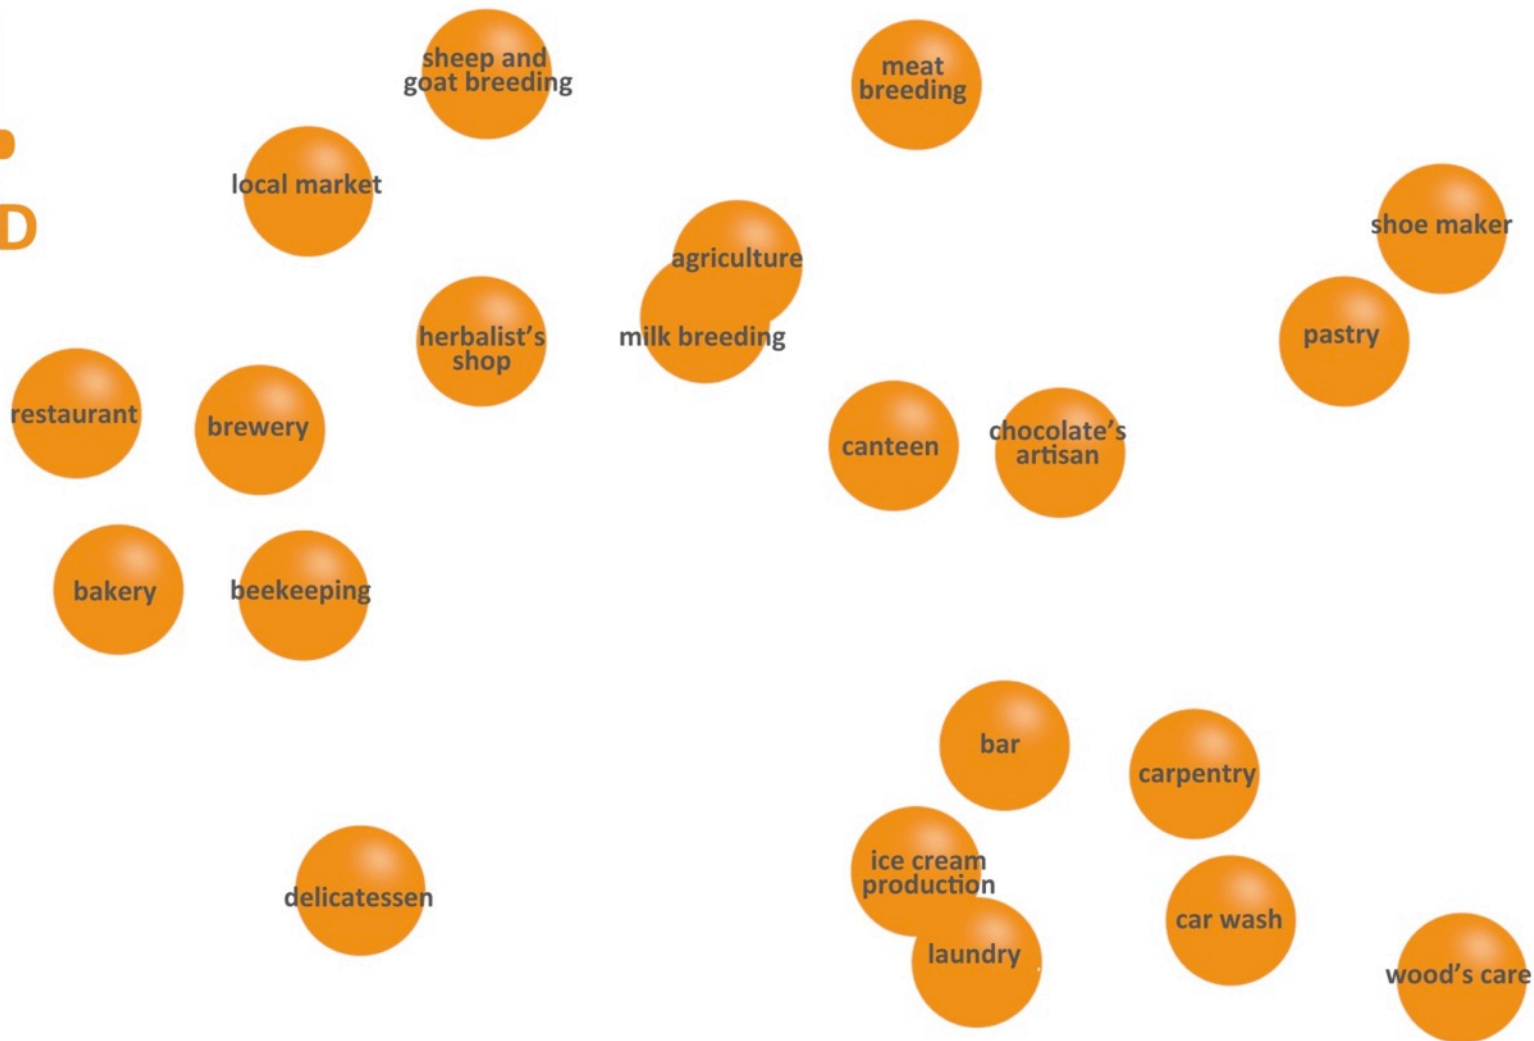 sheep and
goat breeding
meat
breeding
local market
shoe maker
agriculture
herbalist’s
shop
milk breeding
pastry
restaurant
brewery
canteen
chocolate’s
artisan
bakery
beekeeping
bar
carpentry
ice cream
production
delicatessen
car wash
laundry
wood’s care
D